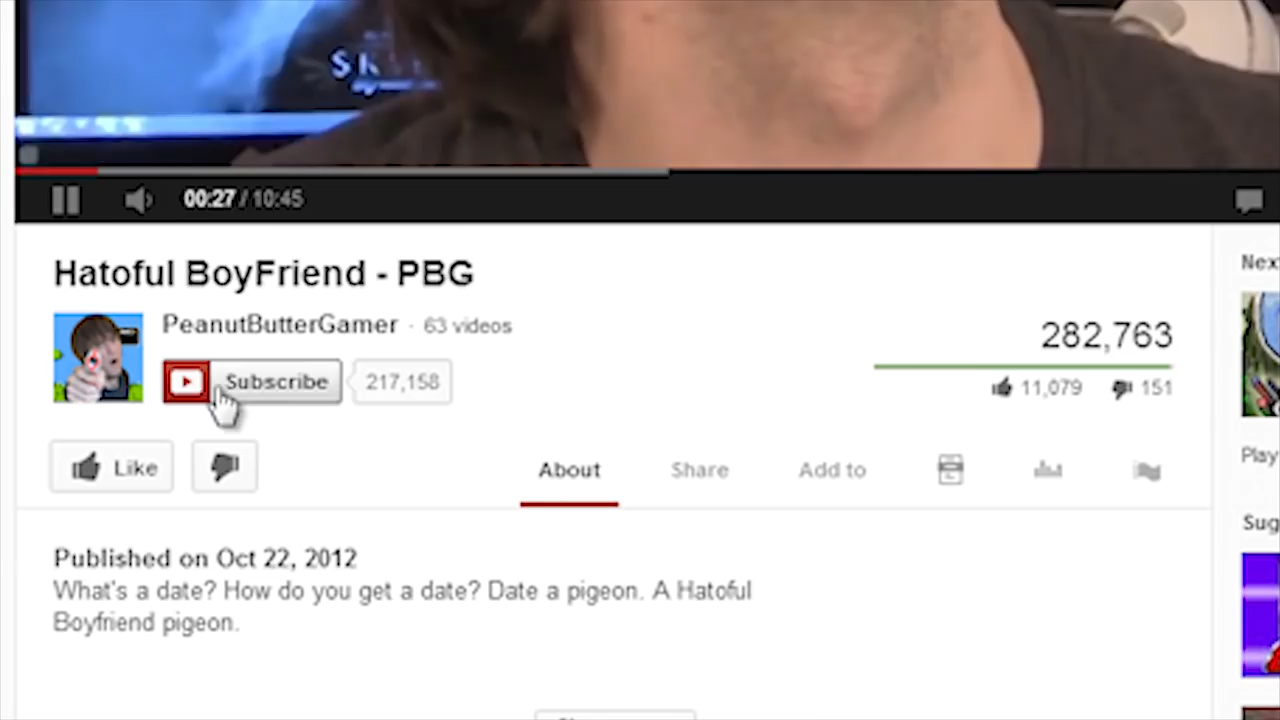 00:27 / 10:45
Hatoful BoyFriend - PBG
PeanutButterGamer · 63 videos
Subscribe 217,158
282,763
11,079 151
Like
About Share Add to
Published on Oct 22, 2012
What's a date? How do you get a date? Date a pigeon. A Hatoful
Boyfriend pigeon.
Play